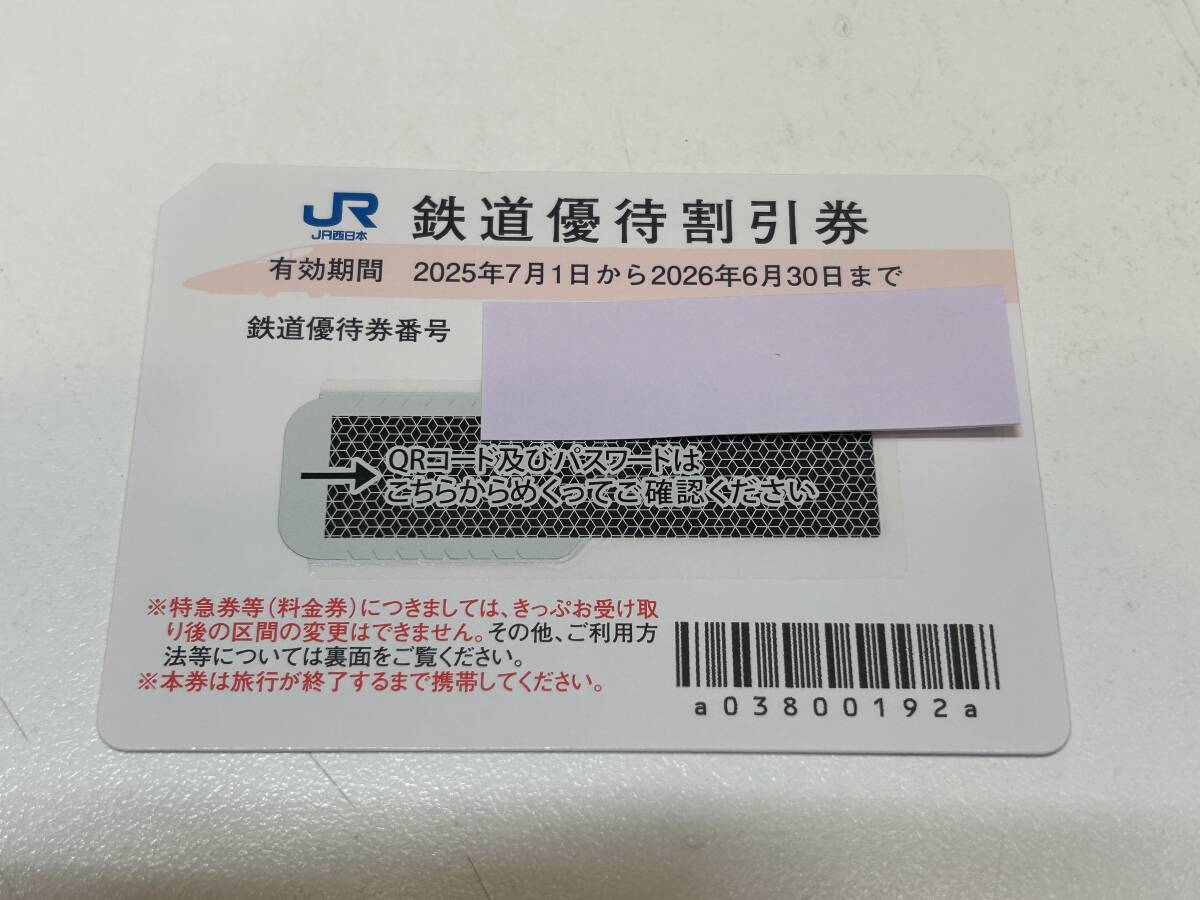 JR 鉄道優待割引券
JR西日本
有効期間 2025年7月1日から2026年6月30日まで
鉄道優待券番号
QRコード及びパスワードは
こちらからめくってご確認ください
※特急券等(料金券)につきましては、きっぷお受け取
り後の区間の変更はできません。その他、ご利用方
法等については裏面をご覧ください。
※本券は旅行が終了するまで携帯してください。
a03800192a